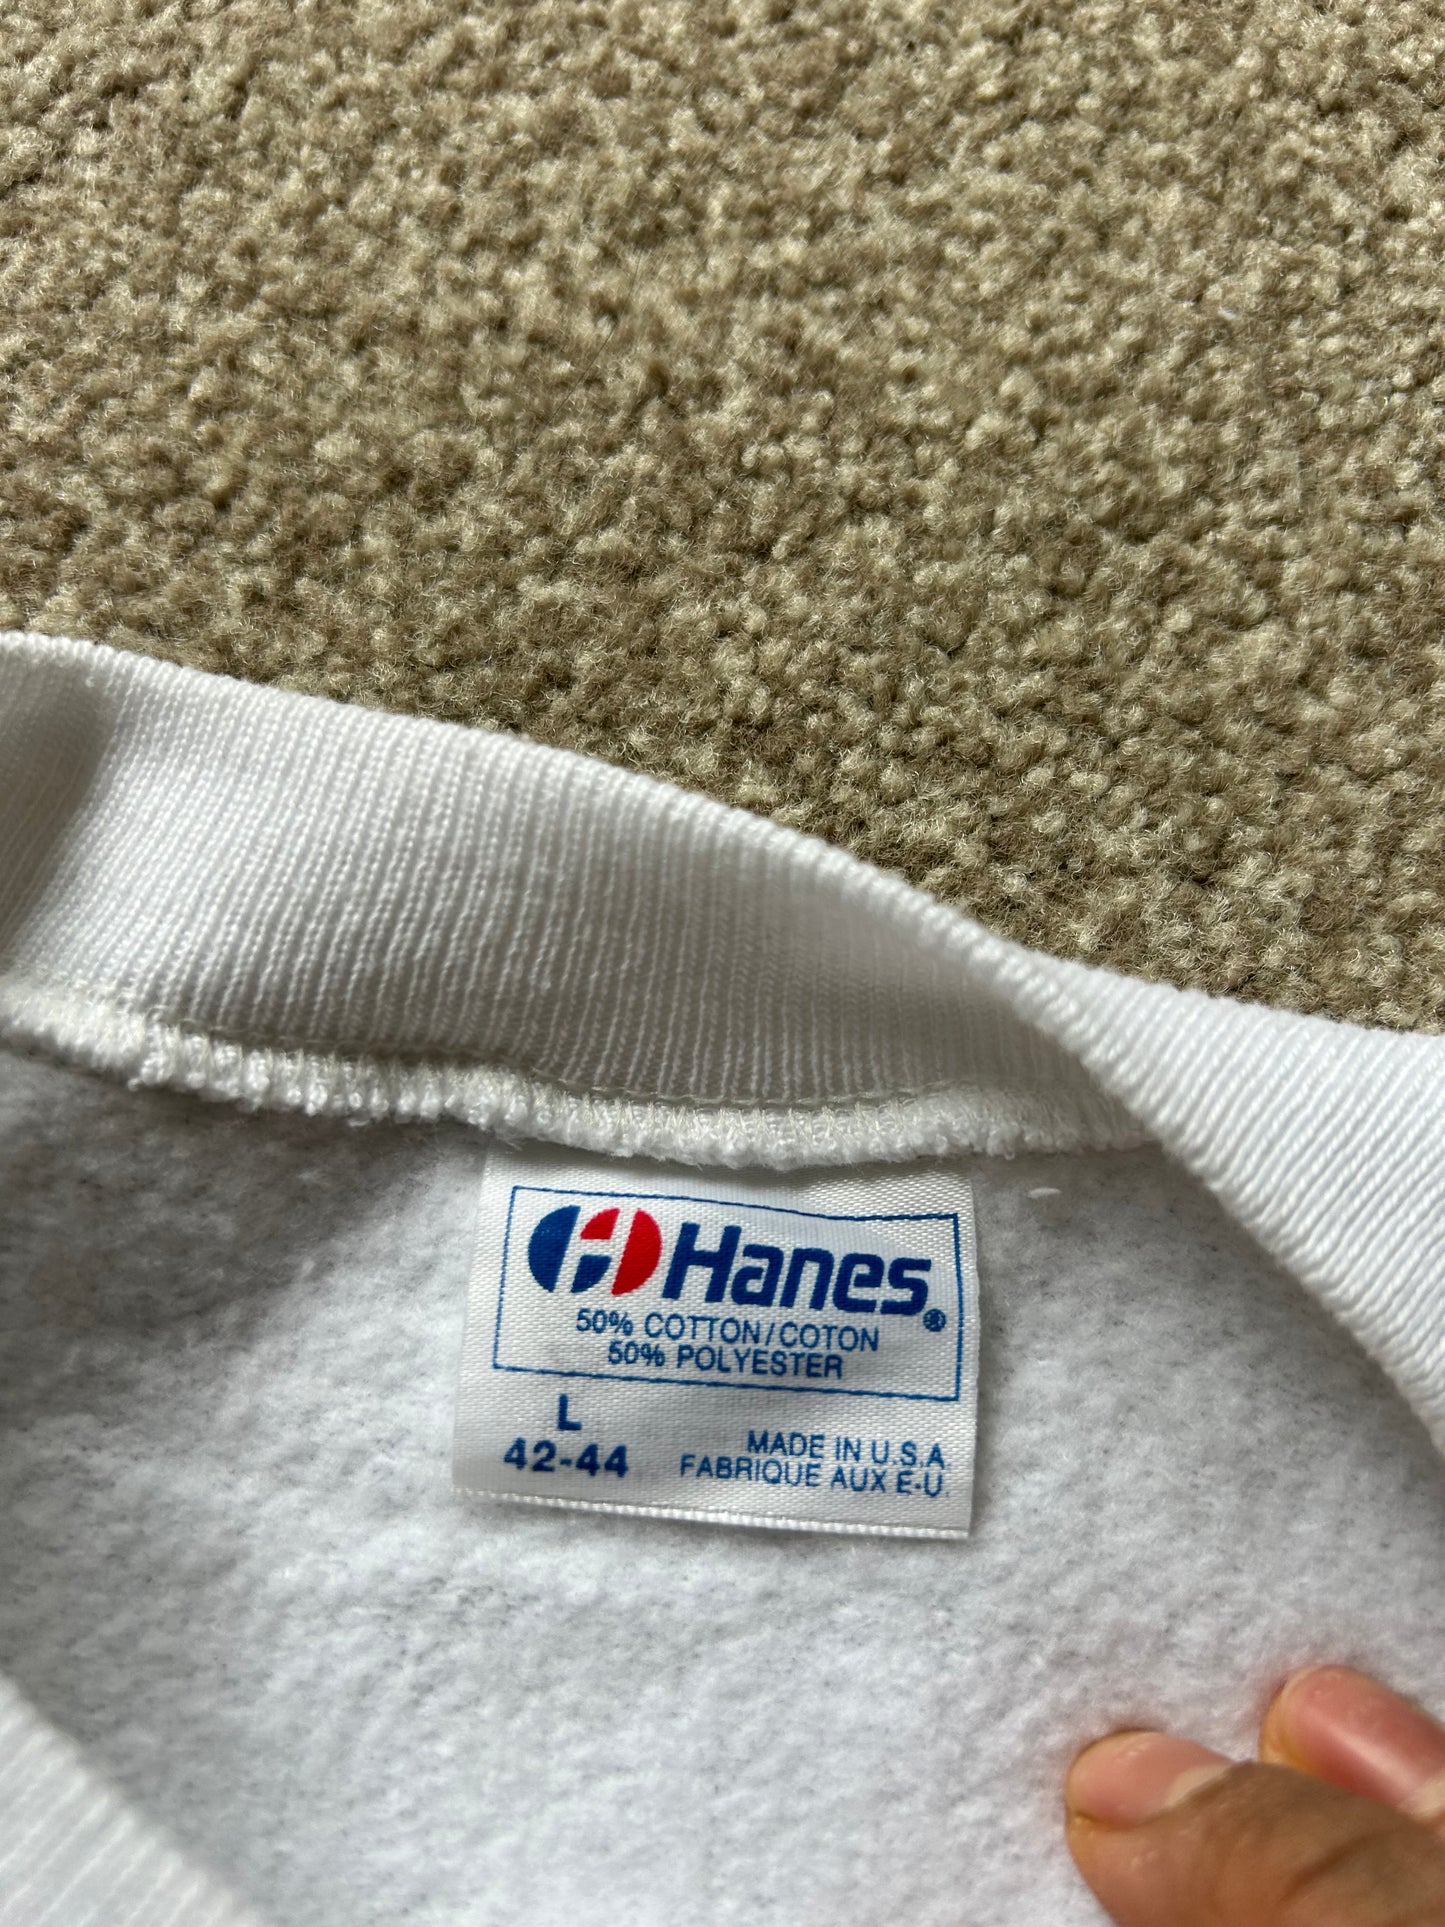 Hanes®
50% COTTON/COTON
50% POLYESTER
L
42-44
MADE IN U.S.A
FABRIQUE AUX E-U.